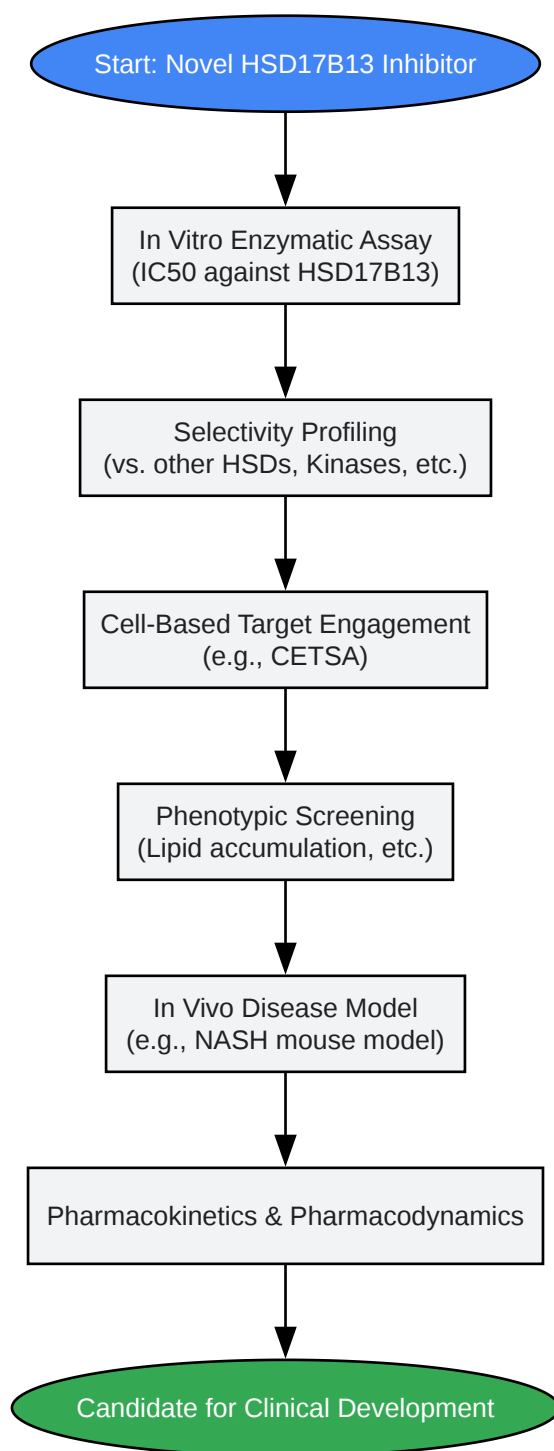 Start: Novel HSD17B13 Inhibitor
In Vitro Enzymatic Assay
(IC50 against HSD17B13)
Selectivity Profiling
(vs. other HSDs, Kinases, etc.)
Cell-Based Target Engagement
(e.g., CETSA)
Phenotypic Screening
(Lipid accumulation, etc.)
In Vivo Disease Model
(e.g., NASH mouse model)
Pharmacokinetics & Pharmacodynamics
Candidate for Clinical Development